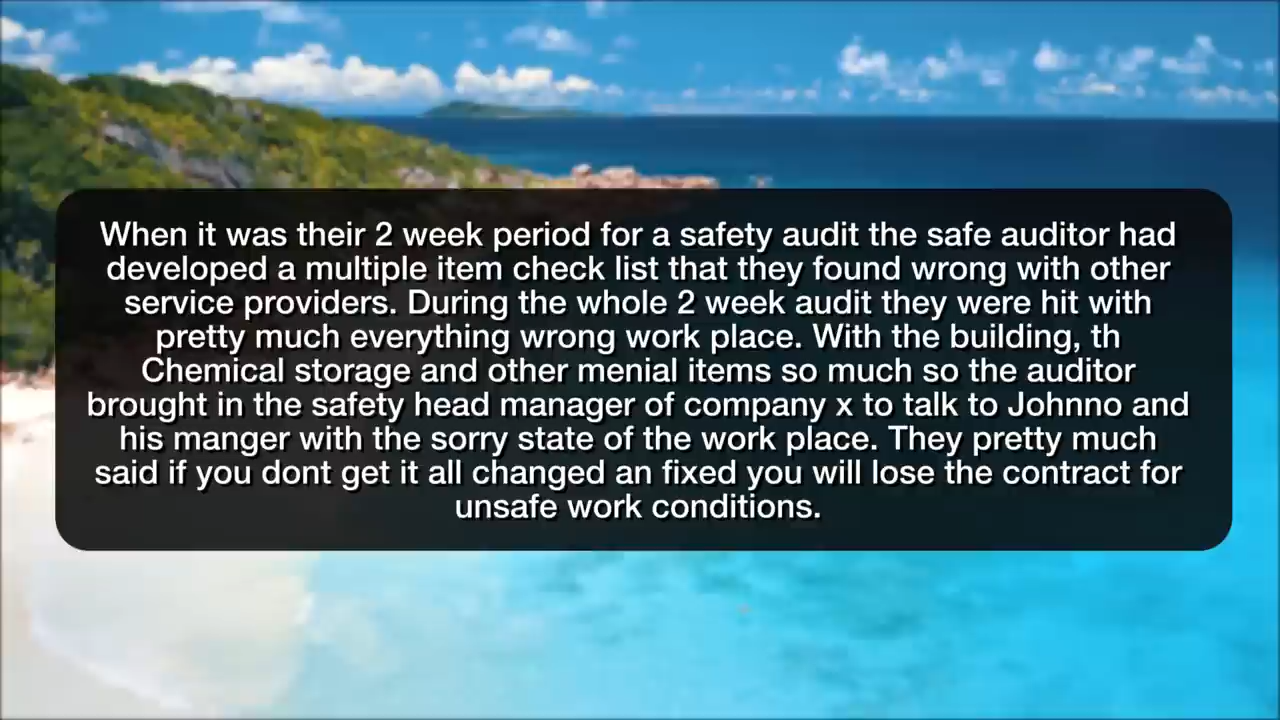 When it was their 2 week period for a safety audit the safe auditor had
developed a multiple item check list that they found wrong with other
service providers. During the whole 2 week audit they were hit with
pretty much everything wrong work place. With the building, th
Chemical storage and other menial items so much so the auditor
brought in the safety head manager of company x to talk to Johnno and
his manger with the sorry state of the work place. They pretty much
said if you dont get it all changed an fixed you will lose the contract for
unsafe work conditions.